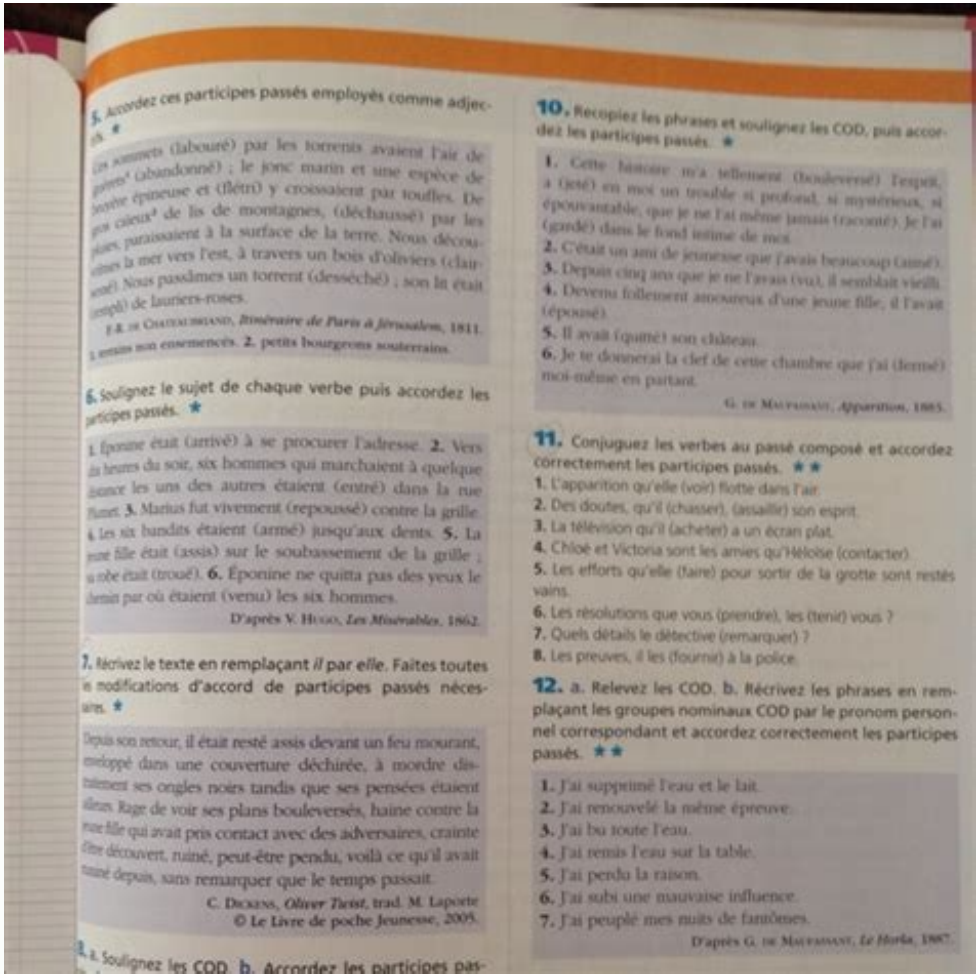 5. Accordez ces participes passés employés comme adjec-
★
sommets (labouré) par les torrents avaient l'air de
(abandonné) ; le jonc marin et une espèce de
épineuse et (flétri) y croissaient par touffes. De
gros caïeux² de lis de montagnes, (déchaussé) par les
paraissaient à la surface de la terre. Nous décou-
la mer vers l'est, à travers un bois d'oliviers (clair-
semé). Nous passâmes un torrent (desséché) ; son lit était
(rempli) de lauriers-roses.
F.-R. DE CHATEAUBRIAND, Itinéraire de Paris à Jérusalem, 1811.
1. terrains non ensemencés. 2. petits bourgeons souterrains.
6. Soulignez le sujet de chaque verbe puis accordez les
participes passés. ★
1. Éponine était (arrivé) à se procurer l'adresse. 2. Vers
heures du soir, six hommes qui marchaient à quelque
distance les uns des autres étaient (entré) dans la rue
Plumet. 3. Marius fut vivement (repoussé) contre la grille.
4. Les six bandits étaient (armé) jusqu'aux dents. 5. La
jeune fille était (assis) sur le soubassement de la grille ;
sa robe était (troué). 6. Éponine ne quitta pas des yeux le
chemin par où étaient (venu) les six hommes.
D'après V. HUGO, Les Misérables, 1862.
7. Récrivez le texte en remplaçant il par elle. Faites toutes
les modifications d'accord de participes passés néces-
saires. ★
Depuis son retour, il était resté assis devant un feu mourant,
enveloppé dans une couverture déchirée, à mordre dis-
traitement ses ongles noirs tandis que ses pensées étaient
ailleurs. Rage de voir ses plans bouleversés, haine contre la
jeune fille qui avait pris contact avec des adversaires, crainte
d'être découvert, ruiné, peut-être pendu, voilà ce qu'il avait
depuis, sans remarquer que le temps passait.
C. DICKENS, Oliver Twist, trad. M. Laporte
© Le Livre de poche Jeunesse, 2005.
8. a. Soulignez les COD. b. Accordez les participes pas-
10. Recopiez les phrases et soulignez les COD, puis accor-
dez les participes passés. ★
1. Cette histoire m'a tellement (bouleversé) l'esprit,
a (jeté) en moi un trouble si profond, si mystérieux, si
épouvantable, que je ne l'ai même jamais (raconté). Je l'ai
(gardé) dans le fond intime de moi.
2. C'était un ami de jeunesse que j'avais beaucoup (aimé).
3. Depuis cinq ans que je ne l'avais (vu), il semblait vieilli.
4. Devenu follement amoureux d'une jeune fille, il l'avait
(épousé).
5. Il avait (quitté) son château.
6. Je te donnerai la clef de cette chambre que j'ai (fermé)
moi-même en partant.
G. DE MAUPASSANT, Apparition, 1883.
11. Conjuguez les verbes au passé composé et accordez
correctement les participes passés. ★ ★
1. L'apparition qu'elle (voir) flotte dans l'air.
2. Des doutes, qu'il (chasser), (assaillir) son esprit.
3. La télévision qu'il (acheter) a un écran plat.
4. Chloé et Victoria sont les amies qu'Héloïse (contacter).
5. Les efforts qu'elle (faire) pour sortir de la grotte sont restés
vains.
6. Les résolutions que vous (prendre), les (tenir) vous ?
7. Quels détails le détective (remarquer) ?
8. Les preuves, il les (fournir) à la police.
12. a. Relevez les COD. b. Récrivez les phrases en rem-
plaçant les groupes nominaux COD par le pronom person-
nel correspondant et accordez correctement les participes
passés. ★ ★
1. J'ai supprimé l'eau et le lait.
2. J'ai renouvelé la même épreuve.
3. J'ai bu toute l'eau.
4. J'ai remis l'eau sur la table.
5. J'ai perdu la raison.
6. J'ai subi une mauvaise influence.
7. J'ai peuplé mes nuits de fantômes.
D'après G. DE MAUPASSANT, Le Horla, 1887.